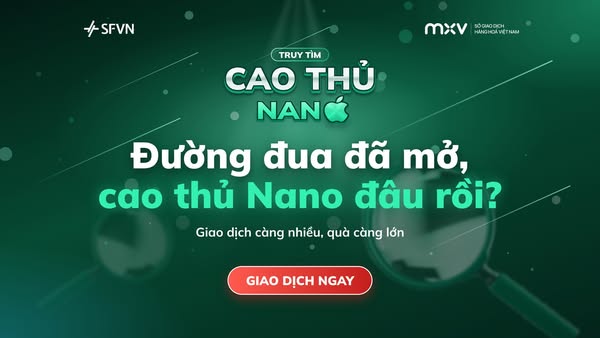 SFVN
mxv
SỞ GIAO DỊCH
HÀNG HOÁ VIỆT NAM
TRUY TÌM
CAO THỦ
NANO
Đường đua đã mở,
cao thủ Nano đâu rồi?
Giao dịch càng nhiều, quà càng lớn
GIAO DỊCH NGAY